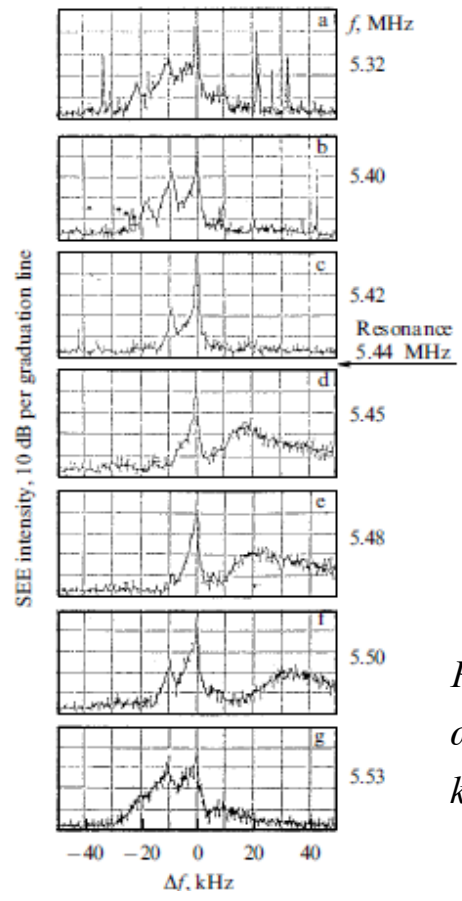 a
f, MHz
5.32
b
5.40
c
5.42
Resonance
5.44 MHz
d
5.45
e
5.48
f
5.50
g
5.53
SEE intensity, 10 dB per graduation line
−40 −20 0 20 40
Δf, kHz